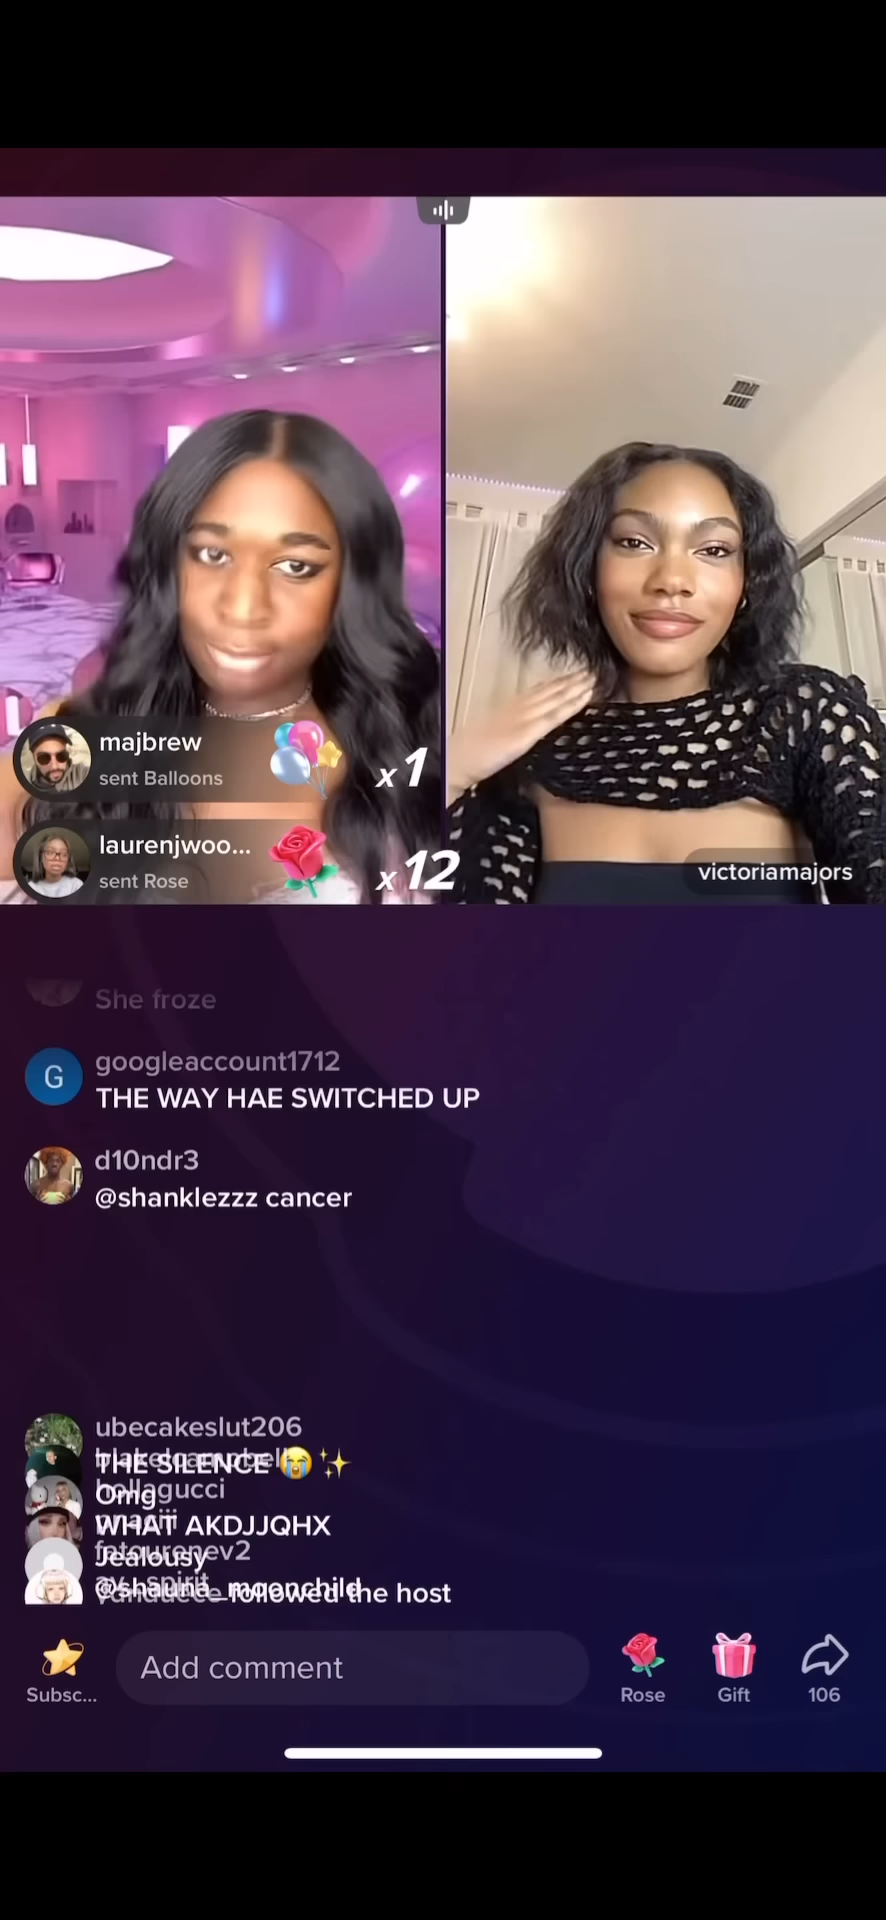 majbrew
sent Balloons
x1
laurenjwoo...
sent Rose
x12
victoriamajors
She froze
googleaccount1712
THE WAY HAE SWITCHED UP
d10ndr3
@shanklezzz cancer
ubecakeslut206
THE SILENCE 😭✨
hollagucci
Omg
WHAT AKDJJQHX
Jealousy
@shauna_moonchild
followed the host
Add comment
Subsc...
Rose
Gift
106